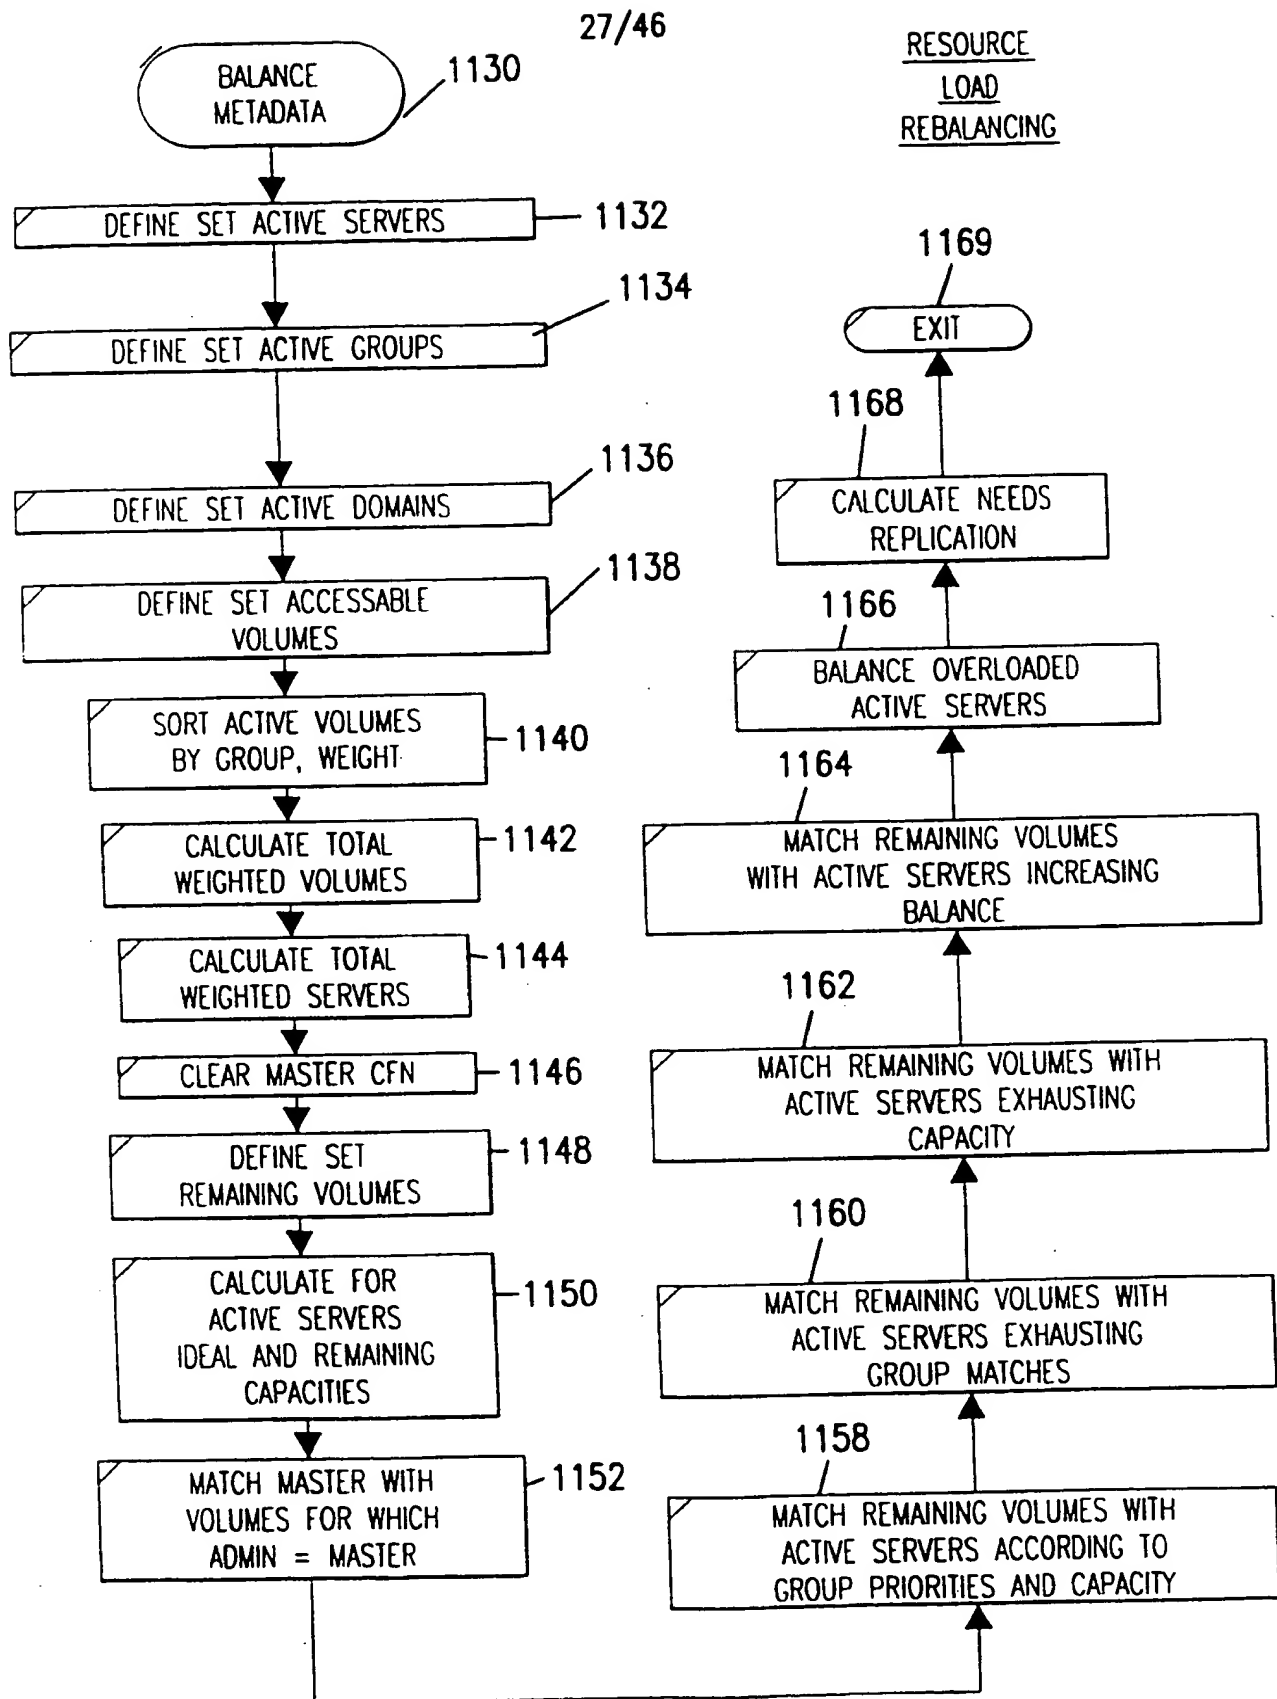 27/46
RESOURCE
LOAD
REBALANCING
BALANCE
METADATA
1130
DEFINE SET ACTIVE SERVERS
1132
DEFINE SET ACTIVE GROUPS
1134
DEFINE SET ACTIVE DOMAINS
1136
DEFINE SET ACCESSABLE
VOLUMES
1138
SORT ACTIVE VOLUMES
BY GROUP, WEIGHT
1140
CALCULATE TOTAL
WEIGHTED VOLUMES
1142
CALCULATE TOTAL
WEIGHTED SERVERS
1144
CLEAR MASTER CFN
1146
DEFINE SET
REMAINING VOLUMES
1148
CALCULATE FOR
ACTIVE SERVERS
IDEAL AND REMAINING
CAPACITIES
1150
MATCH MASTER WITH
VOLUMES FOR WHICH
ADMIN = MASTER
1152
1169
EXIT
1168
CALCULATE NEEDS
REPLICATION
1166
BALANCE OVERLOADED
ACTIVE SERVERS
1164
MATCH REMAINING VOLUMES
WITH ACTIVE SERVERS INCREASING
BALANCE
1162
MATCH REMAINING VOLUMES WITH
ACTIVE SERVERS EXHAUSTING
CAPACITY
1160
MATCH REMAINING VOLUMES WITH
ACTIVE SERVERS EXHAUSTING
GROUP MATCHES
1158
MATCH REMAINING VOLUMES WITH
ACTIVE SERVERS ACCORDING TO
GROUP PRIORITIES AND CAPACITY